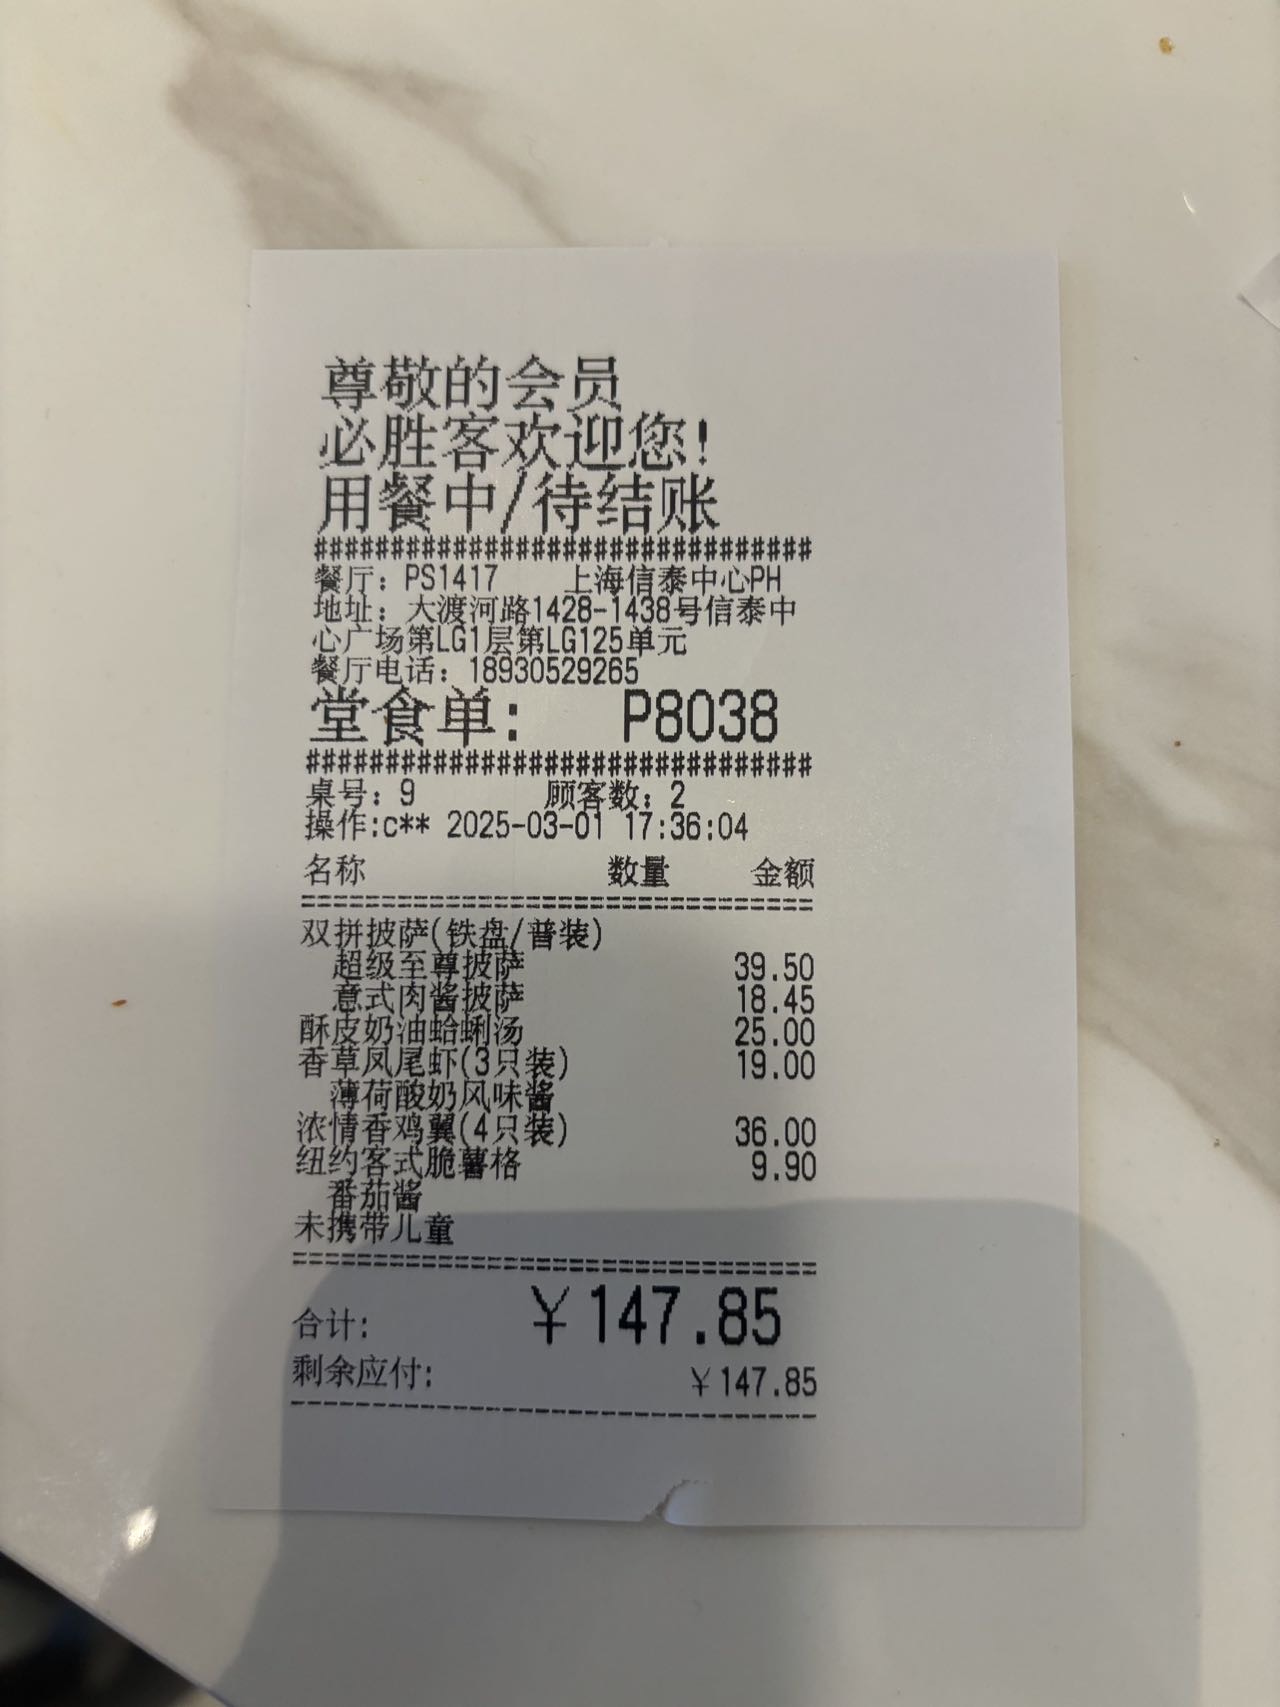 尊敬的会员
必胜客欢迎您!
用餐中/待结账
################################
餐厅: PS1417 上海信泰中心PH
地址: 大渡河路1428-1438号信泰中
心广场第LG1层第LG125单元
餐厅电话: 18930529265
堂食单: P8038
################################
桌号: 9 顾客数: 2
操作:c** 2025-03-01 17:36:04
名称 数量 金额
================================
双拼披萨(铁盘/普装)
超级至尊披萨 39.50
意式肉酱披萨 18.45
酥皮奶油蛤蜊汤 25.00
香草凤尾虾(3只装) 19.00
薄荷酸奶风味酱
浓情香鸡翼(4只装) 36.00
纽约客式脆薯格 9.90
番茄酱
未携带儿童
================================
合计: ￥147.85
剩余应付: ￥147.85
--------------------------------